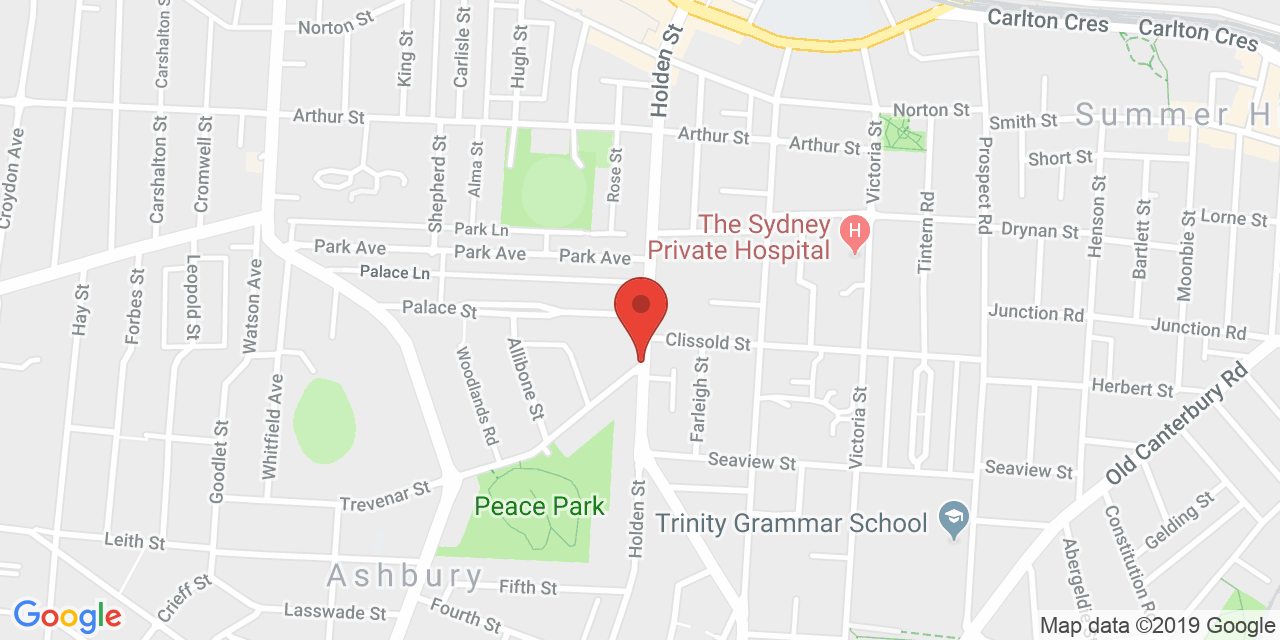 Norton St
Carshalton St
King St
Carlisle St
Hugh St
Holden St
Carlton Cres
Carlton Cres
Summer H
Arthur St
Arthur St
Arthur St
Norton St
Smith St
Short St
Croydon Ave
Carshalton St
Cromwell St
Shepherd St
Alma St
Rose St
Victoria St
Tintern Rd
Prospect Rd
Henson St
Bartlett St
Moonbie St
Lorne St
Drynan St
Park Ln
Park Ave
Park Ave
Park Ave
Palace Ln
Palace St
The Sydney
Private Hospital
H
Hay St
Forbes St
Leopold St
Watson Ave
Junction Rd
Junction Rd
Clissold St
Woodlands Rd
Allibone St
Farleigh St
Victoria St
Herbert St
Old Canterbury Rd
Whitfield Ave
Goodlet St
Trevenar St
Seaview St
Seaview St
Peace Park
Holden St
Trinity Grammar School
Gelding St
Constitution R
Abergeldie S
Leith St
Ashbury
Crieff St
Lasswade St
Fourth St
Fifth St
Google
Map data ©2019 Google